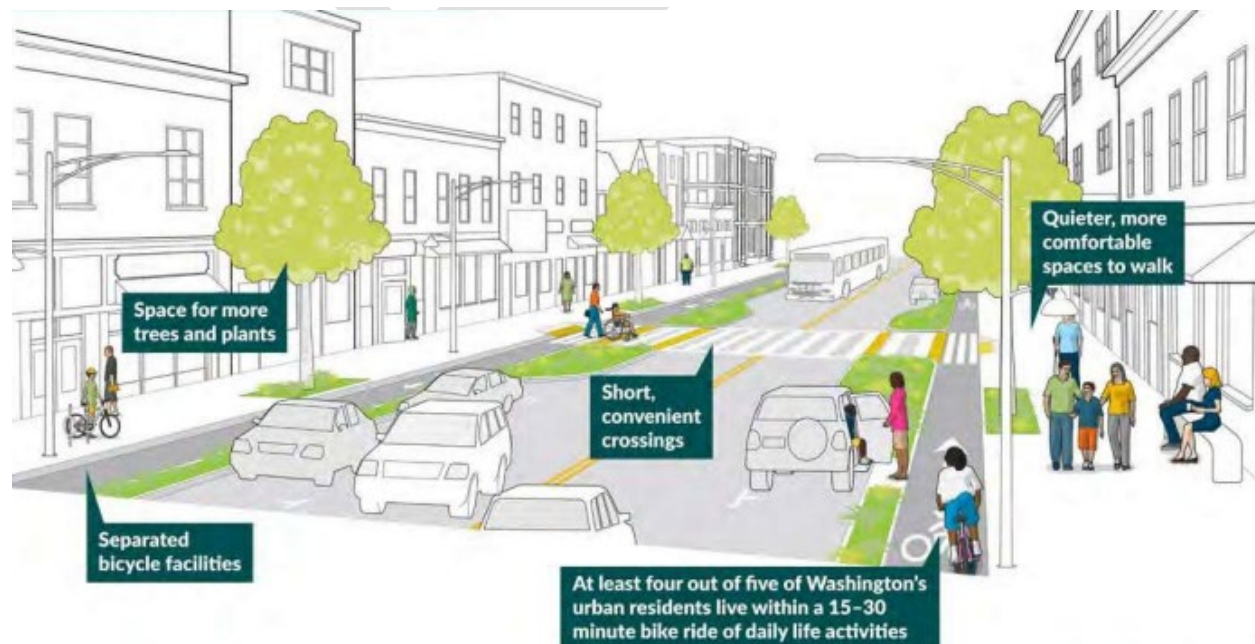 Space for more
trees and plants
Quieter, more
comfortable
spaces to walk
Short,
convenient
crossings
Separated
bicycle facilities
At least four out of five of Washington's
urban residents live within a 15–30
minute bike ride of daily life activities